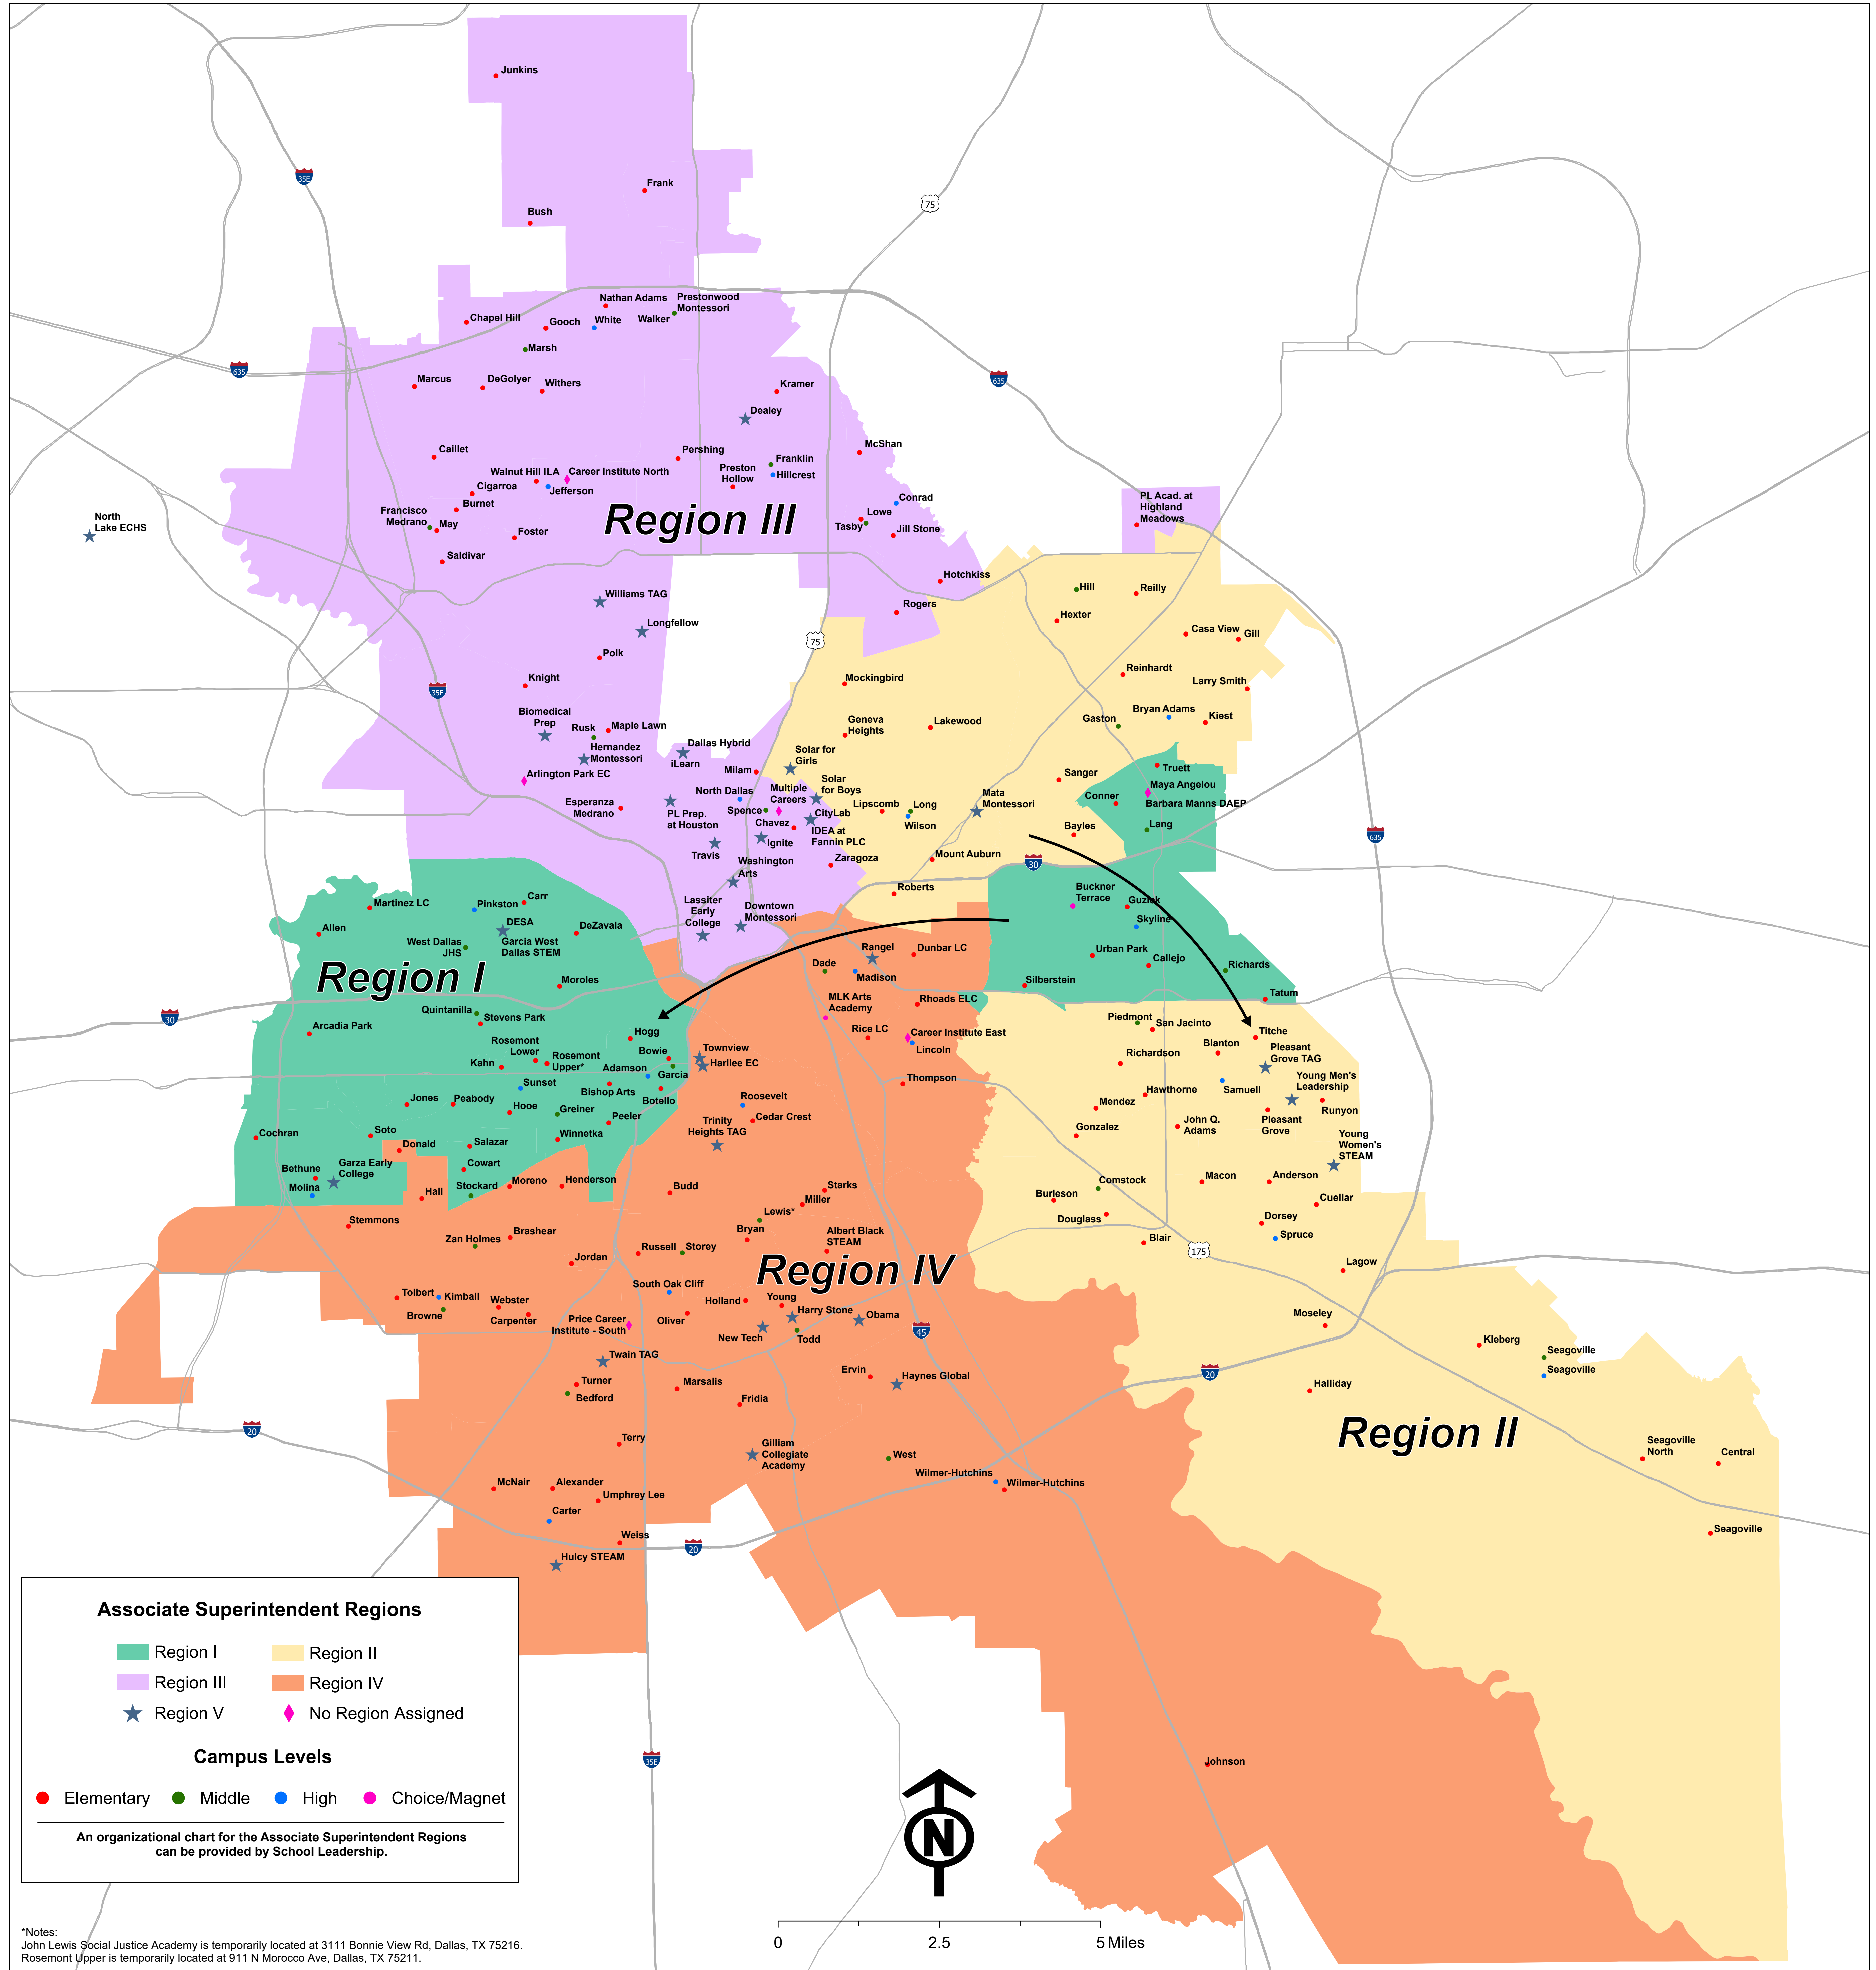 Junkins
35E
Frank
75
Bush
Nathan Adams
Prestonwood
Montessori
Chapel Hill
Gooch
White
Walker
Marsh
635
635
Marcus
DeGolyer
Withers
Kramer
Dealey
McShan
Caillet
Pershing
Franklin
Walnut Hill ILA
Career Institute North
Preston
Hollow
Hillcrest
Cigarroa
Jefferson
Burnet
Conrad
PL Acad. at
Highland
Meadows
Francisco
Medrano
May
Region III
Lowe
Tasby
Jill Stone
North
Lake ECHS
Foster
Saldivar
Hotchkiss
Hill
Reilly
Williams TAG
Rogers
Hexter
Longfellow
75
Casa View
Gill
Polk
Reinhardt
Knight
Mockingbird
Larry Smith
35E
Biomedical
Prep
Rusk
Maple Lawn
Geneva
Heights
Lakewood
Gaston
Bryan Adams
Kiest
Hernandez
Montessori
Dallas Hybrid
iLearn
Solar for
Girls
Arlington Park EC
Milam
Sanger
Truett
Solar
for Boys
North Dallas
Multiple
Careers
Maya Angelou
Mata
Montessori
Conner
Barbara Manns DAEP
Esperanza
Medrano
PL Prep.
at Houston
Spence
CityLab
Lipscomb
Long
Wilson
Chavez
IDEA at
Fannin PLC
Bayles
Lang
Travis
Ignite
635
Washington
Arts
Zaragoza
Mount Auburn
30
Roberts
Buckner
Terrace
Guzick
Martinez LC
Pinkston
Carr
Lassiter
Early
College
Downtown
Montessori
Skyline
Allen
DESA
DeZavala
West Dallas
JHS
Garcia West
Dallas STEM
Rangel
Dunbar LC
Urban Park
Callejo
Richards
Region I
Dade
Madison
Moroles
Silberstein
Tatum
MLK Arts
Academy
Rhoads ELC
30
Quintanilla
Stevens Park
Piedmont
San Jacinto
Arcadia Park
Hogg
Rice LC
Career Institute East
Lincoln
Titche
Rosemont
Lower
Rosemont
Upper*
Bowie
Townview
Harllee EC
Blanton
Pleasant
Grove TAG
Kahn
Adamson
Garcia
Richardson
Sunset
Bishop Arts
Thompson
Samuell
Young Men's
Leadership
Botello
Hawthorne
Runyon
Jones
Peabody
Hooe
Greiner
Roosevelt
Mendez
Peeler
Trinity
Heights TAG
Cedar Crest
John Q.
Adams
Pleasant
Grove
Cochran
Soto
Winnetka
Gonzalez
Donald
Salazar
Young
Women's
STEAM
Bethune
Garza Early
College
Cowart
Molina
Stockard
Moreno
Henderson
Budd
Starks
Comstock
Macon
Anderson
Hall
Miller
Burleson
Cuellar
Stemmons
Lewis*
Douglass
Dorsey
Bryan
Albert Black
STEAM
Spruce
Zan Holmes
Brashear
Russell
Storey
Blair
175
Jordan
Region IV
Lagow
South Oak Cliff
Tolbert
Kimball
Webster
Holland
Young
Moseley
Browne
Carpenter
Price Career
Institute - South
Oliver
Harry Stone
Obama
45
New Tech
Todd
Kleberg
Seagoville
Seagoville
Twain TAG
Ervin
Haynes Global
20
Turner
Bedford
Marsalis
Halliday
Fridia
Region II
20
Terry
Gilliam
Collegiate
Academy
West
Seagoville
North
Central
Wilmer-Hutchins
Wilmer-Hutchins
McNair
Alexander
Umphrey Lee
Carter
Seagoville
Weiss
20
Hulcy STEAM
Associate Superintendent Regions
Region I
Region II
Region III
Region IV
Region V
No Region Assigned
Campus Levels
35E
Johnson
Elementary
Middle
High
Choice/Magnet
An organizational chart for the Associate Superintendent Regions
can be provided by School Leadership.
N
*Notes:
John Lewis Social Justice Academy is temporarily located at 3111 Bonnie View Rd, Dallas, TX 75216.
Rosemont Upper is temporarily located at 911 N Morocco Ave, Dallas, TX 75211.
0 2.5 5 Miles